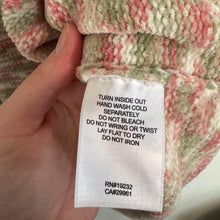 TURN INSIDE OUT
HAND WASH COLD
SEPARATELY
DO NOT BLEACH
DO NOT WRING OR TWIST
LAY FLAT TO DRY
DO NOT IRON
RN#19232
CA#29961